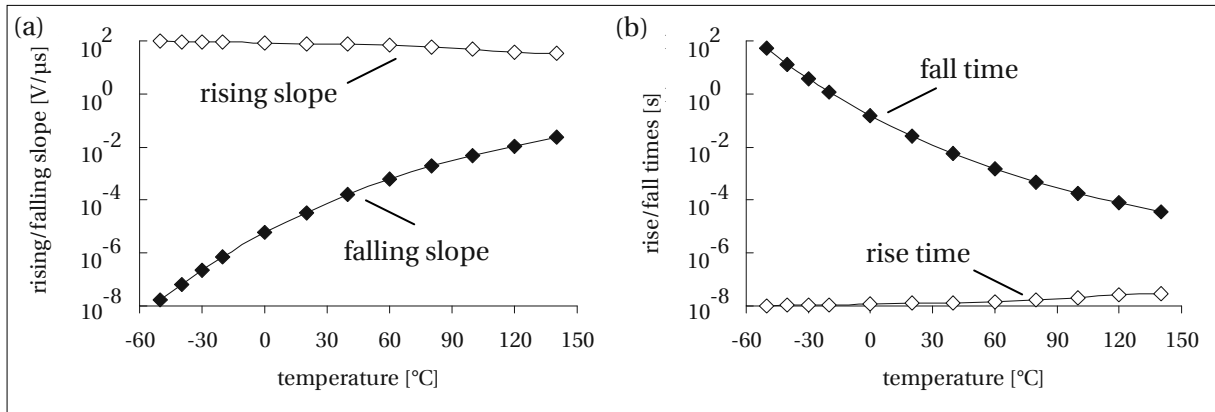 (a)
rising/falling slope [V/µs]
10^2
10^0
10^-2
10^-4
10^-6
10^-8
rising slope
falling slope
-60 -30 0 30 60 90 120 150
temperature [°C]
(b)
rise/fall times [s]
10^2
10^0
10^-2
10^-4
10^-6
10^-8
fall time
rise time
-60 -30 0 30 60 90 120 150
temperature [°C]